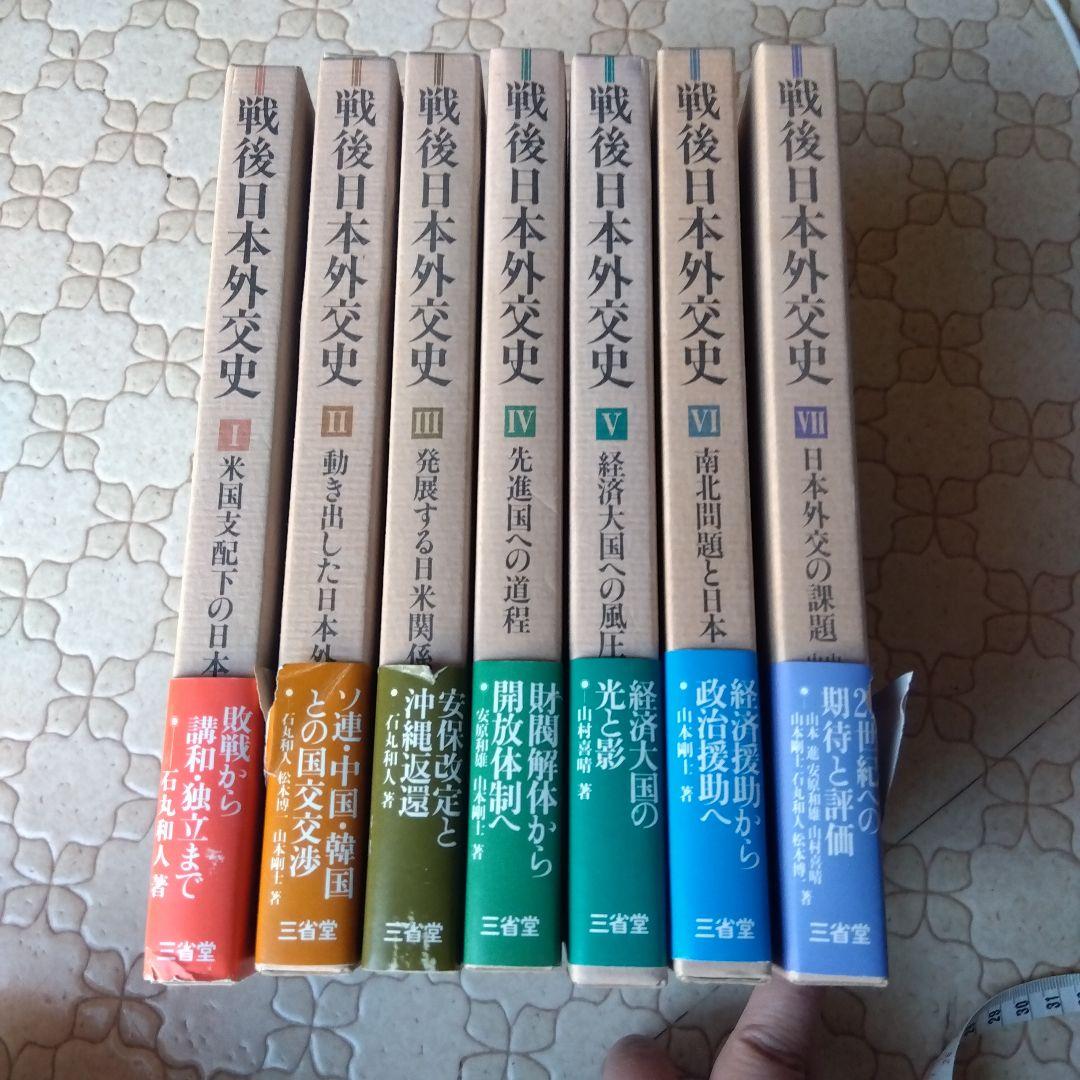 戦後日本外交史
I
米国支配下の日本
敗戦から
講和・独立まで
石丸和人 著
戦後日本外交史
II
動き出した日本外
ソ連・中国・韓国
との国交交渉
石丸和人 松本博一 山本剛士 著
三省堂
戦後日本外交史
III
発展する日米関係
安保改定と
沖縄返還
石丸和人 著
三省堂
戦後日本外交史
IV
先進国への道程
財閥解体から
開放体制へ
安原和雄 山本剛士 著
三省堂
戦後日本外交史
V
経済大国への風圧
経済大国の
光と影
山村喜晴 著
三省堂
戦後日本外交史
VI
南北問題と日本
経済援助から
政治援助へ
山本剛士 著
三省堂
戦後日本外交史
VII
日本外交の課題
世紀への
期待と評価
山本 進 安原和雄 山村喜晴
山本剛士 石丸和人 松本博一 著
三省堂
三省堂
28
29
30
31